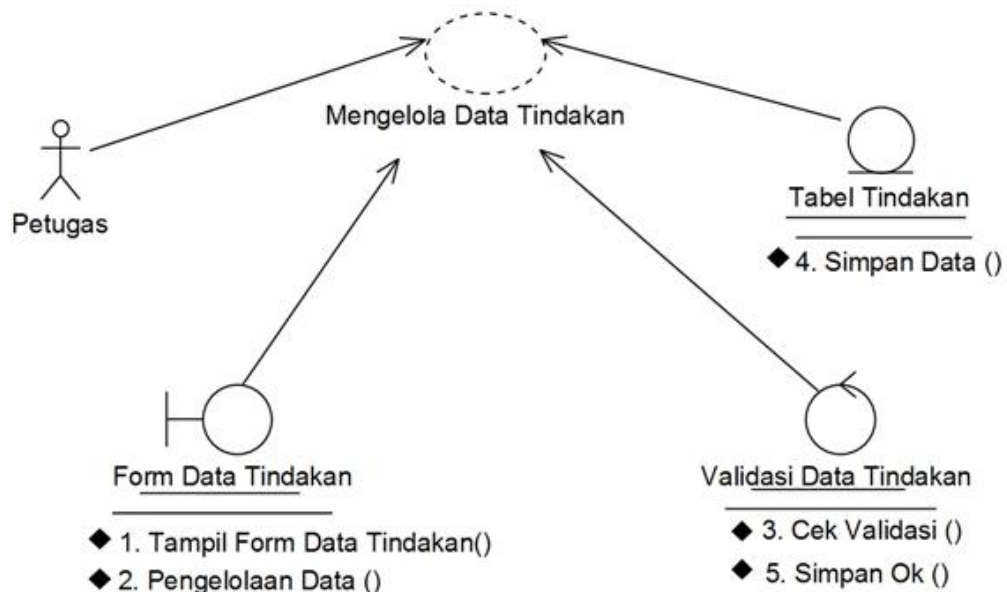 Mengelola Data Tindakan
Petugas
Tabel Tindakan
4. Simpan Data ()
Form Data Tindakan
1. Tampil Form Data Tindakan()
2. Pengelolaan Data ()
Validasi Data Tindakan
3. Cek Validasi ()
5. Simpan Ok ()